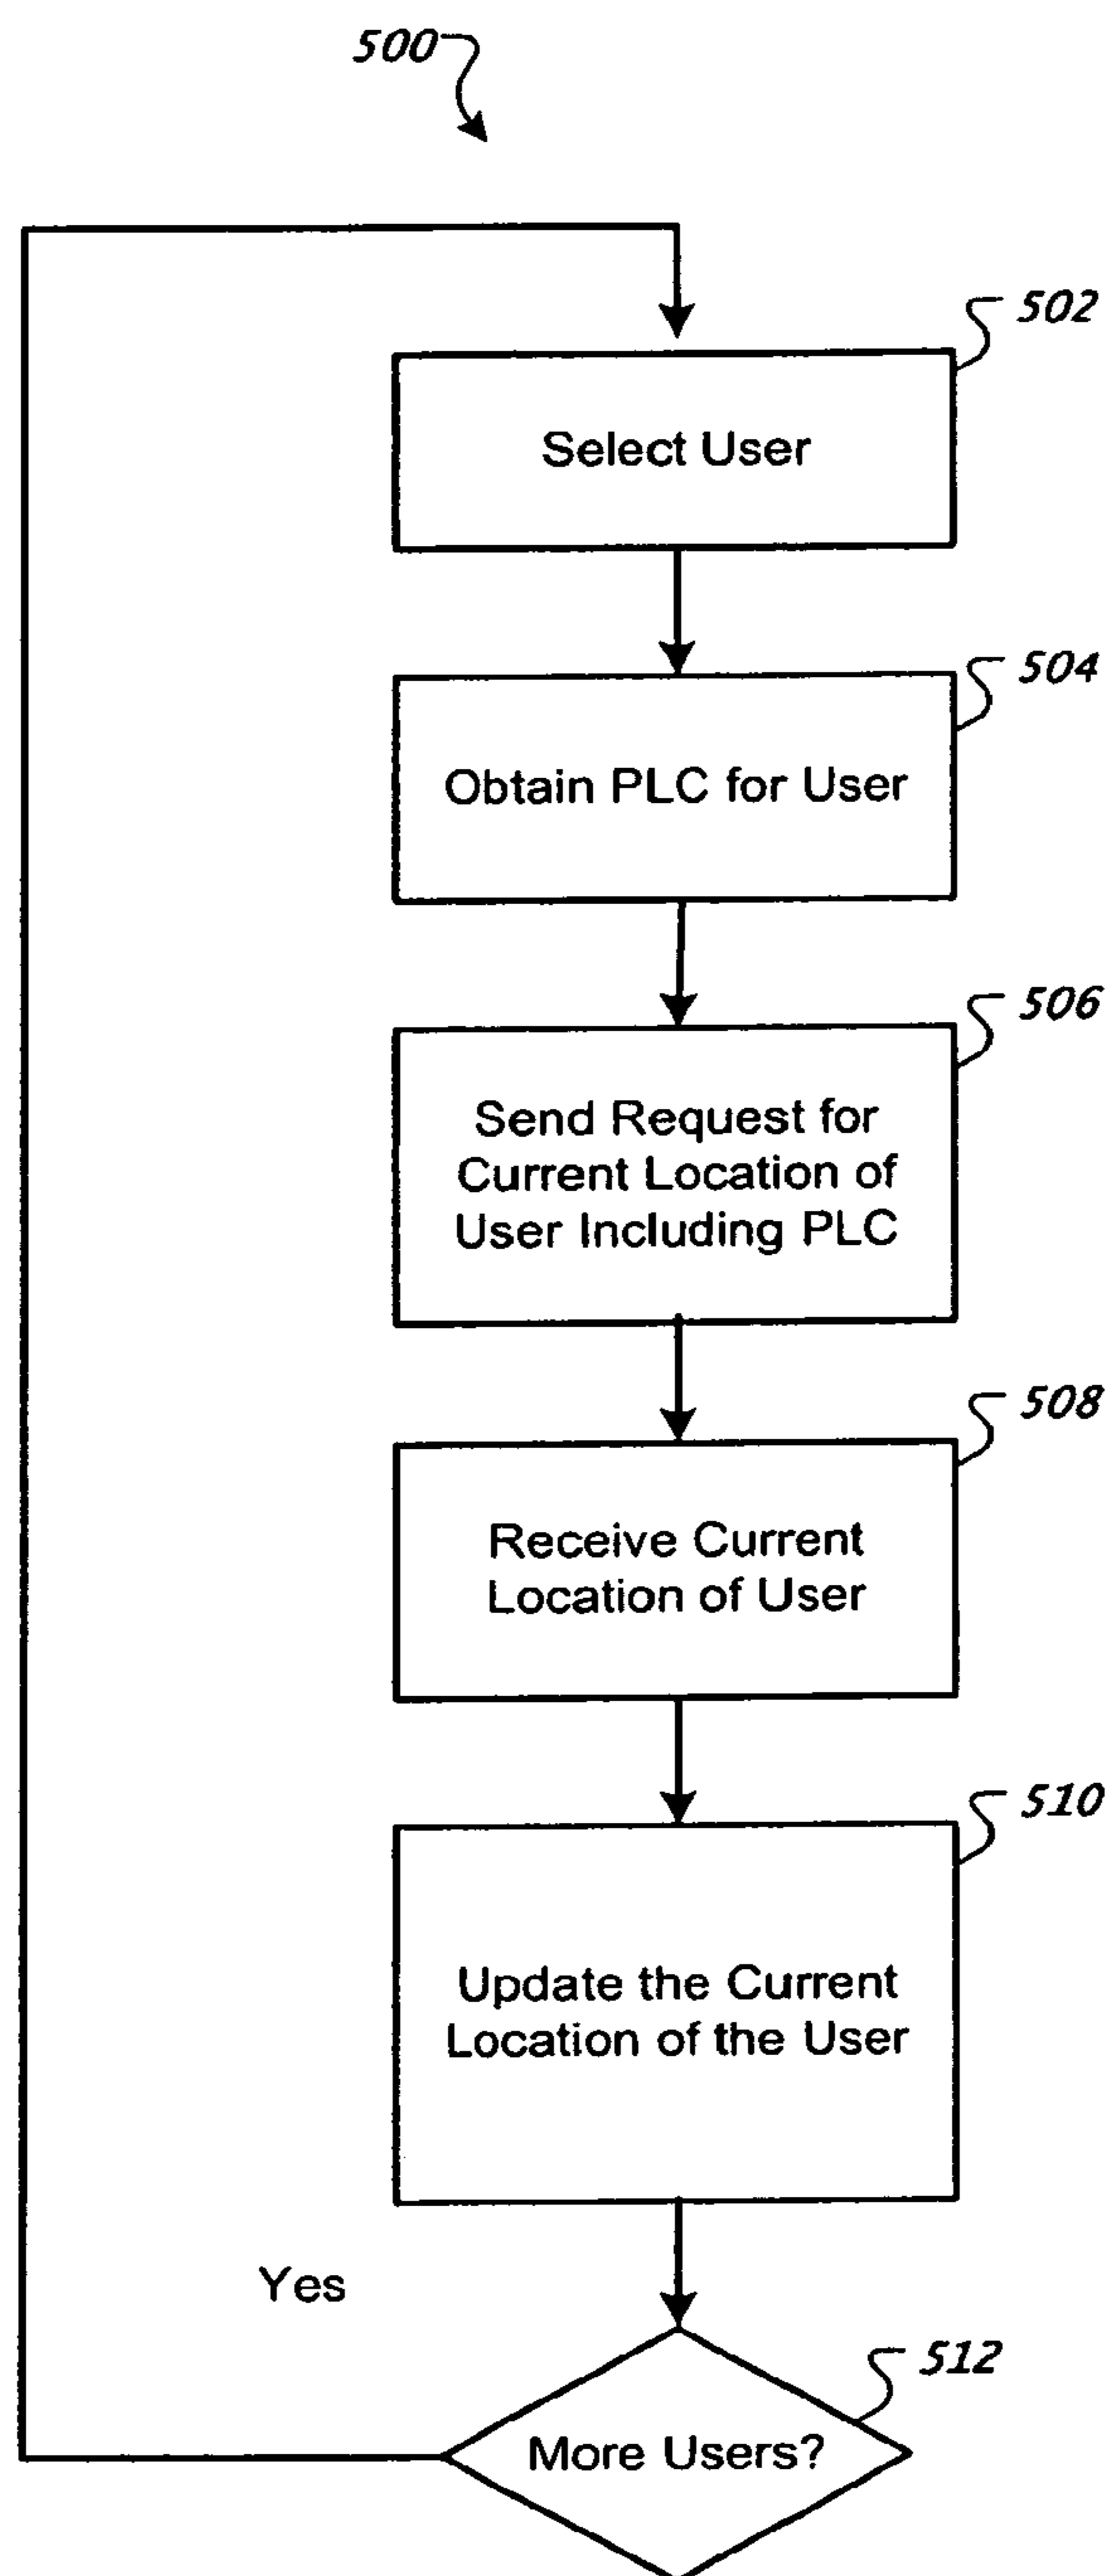 500
502
Select User
504
Obtain PLC for User
506
Send Request for
Current Location of
User Including PLC
508
Receive Current
Location of User
510
Update the Current
Location of the User
Yes
512
More Users?